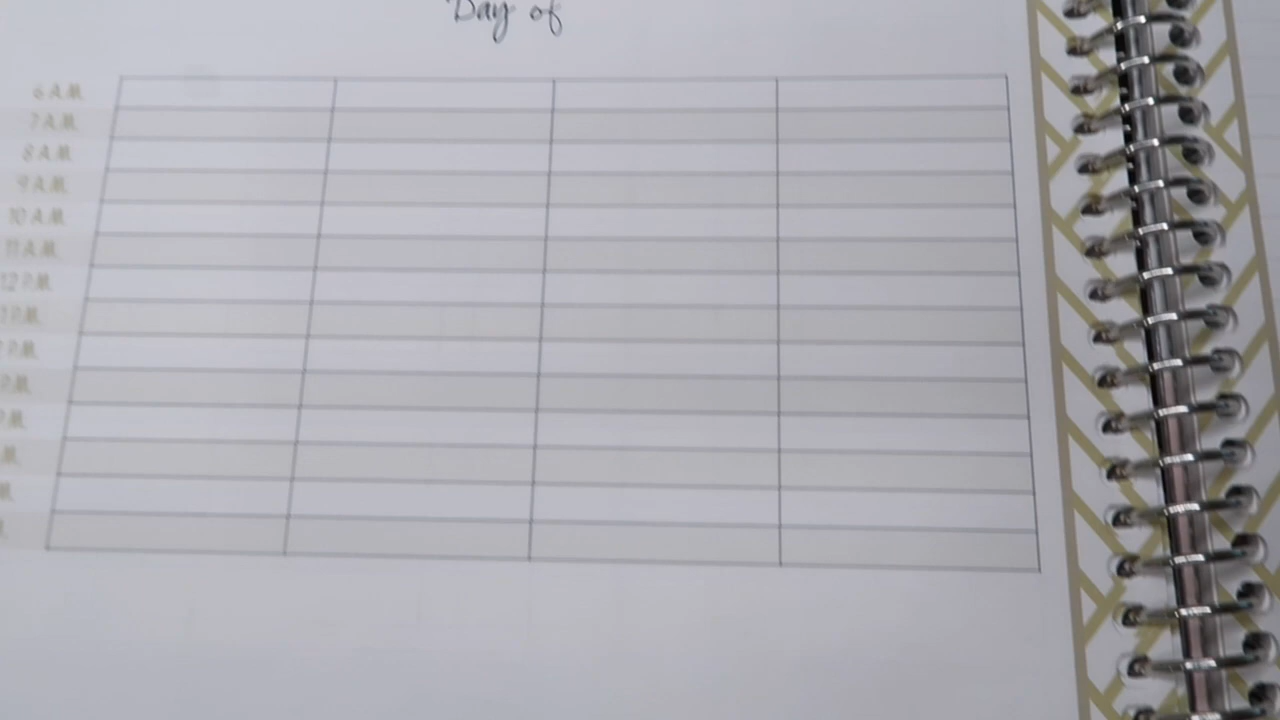 Day of
6 A.M.
7 A.M.
8 A.M.
9 A.M.
10 A.M.
11 A.M.
12 P.M.
P.M.
P.M.
P.M.
P.M.